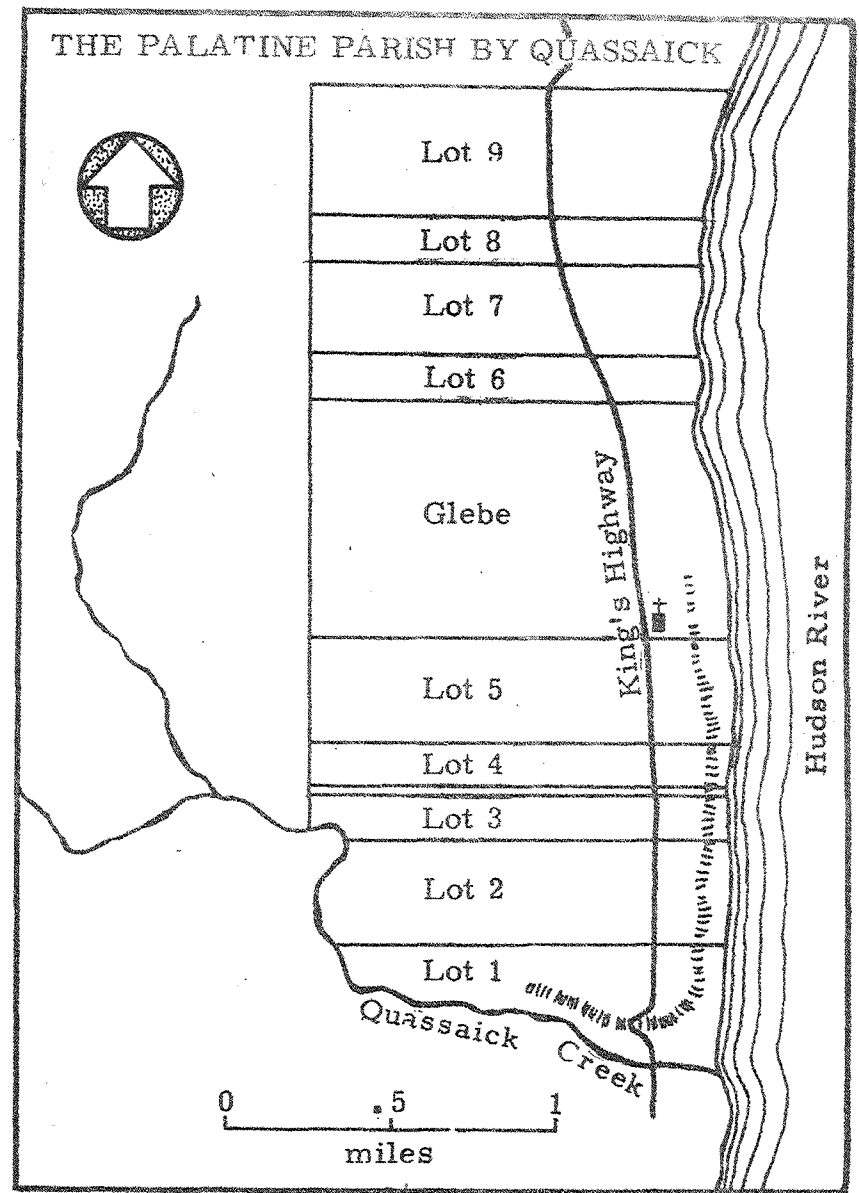 THE PALATINE PARISH BY QUASSAICK
Lot 9
Lot 8
Lot 7
Lot 6
Glebe
King's Highway
Hudson River
Lot 5
Lot 4
Lot 3
Lot 2
Lot 1
Quassaick Creek
0 .5 1
miles